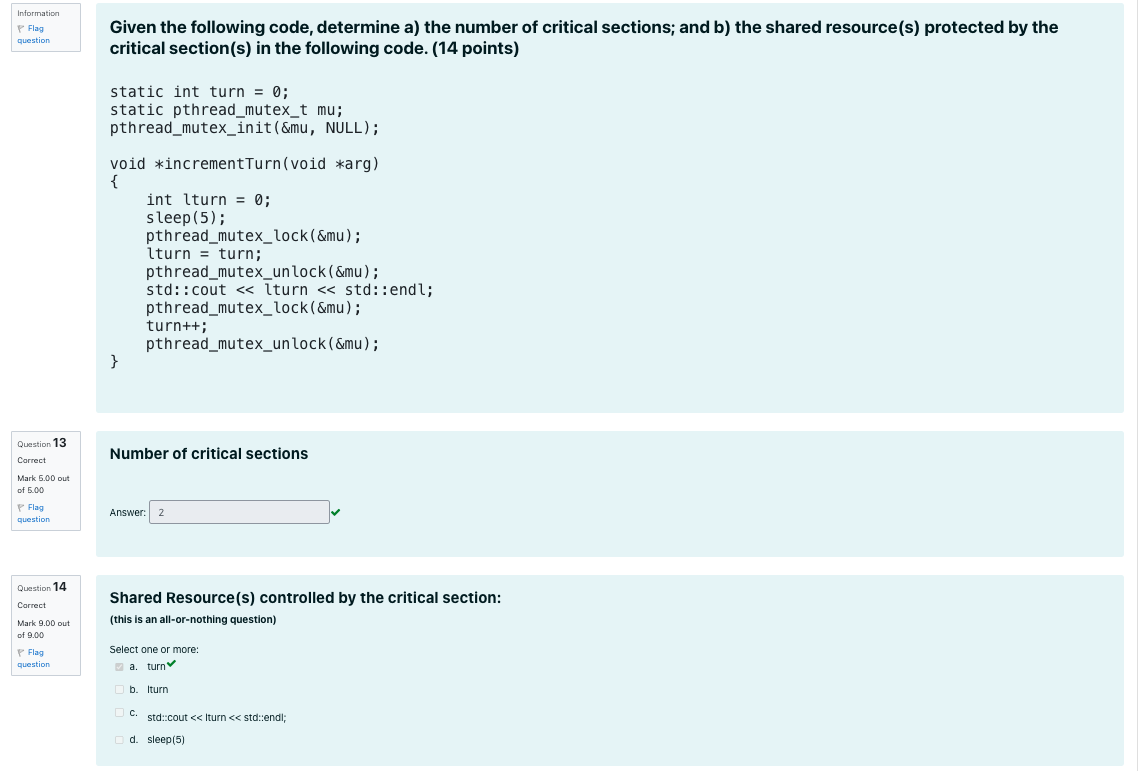 Information
Flag
question
Given the following code, determine a) the number of critical sections; and b) the shared resource(s) protected by the
critical section(s) in the following code. (14 points)
static int turn = 0;
static pthread_mutex_t mu;
pthread_mutex_init(&mu, NULL);
void *incrementTurn(void *arg)
{
    int lturn = 0;
    sleep(5);
    pthread_mutex_lock(&mu);
    lturn = turn;
    pthread_mutex_unlock(&mu);
    std::cout << lturn << std::endl;
    pthread_mutex_lock(&mu);
    turn++;
    pthread_mutex_unlock(&mu);
}
Question 13
Correct
Mark 5.00 out
of 5.00
Flag
question
Number of critical sections
Answer: 2
Question 14
Correct
Mark 9.00 out
of 9.00
Flag
question
Shared Resource(s) controlled by the critical section:
(this is an all-or-nothing question)
Select one or more:
a. turn
b. lturn
c. std::cout << lturn << std::endl;
d. sleep(5)